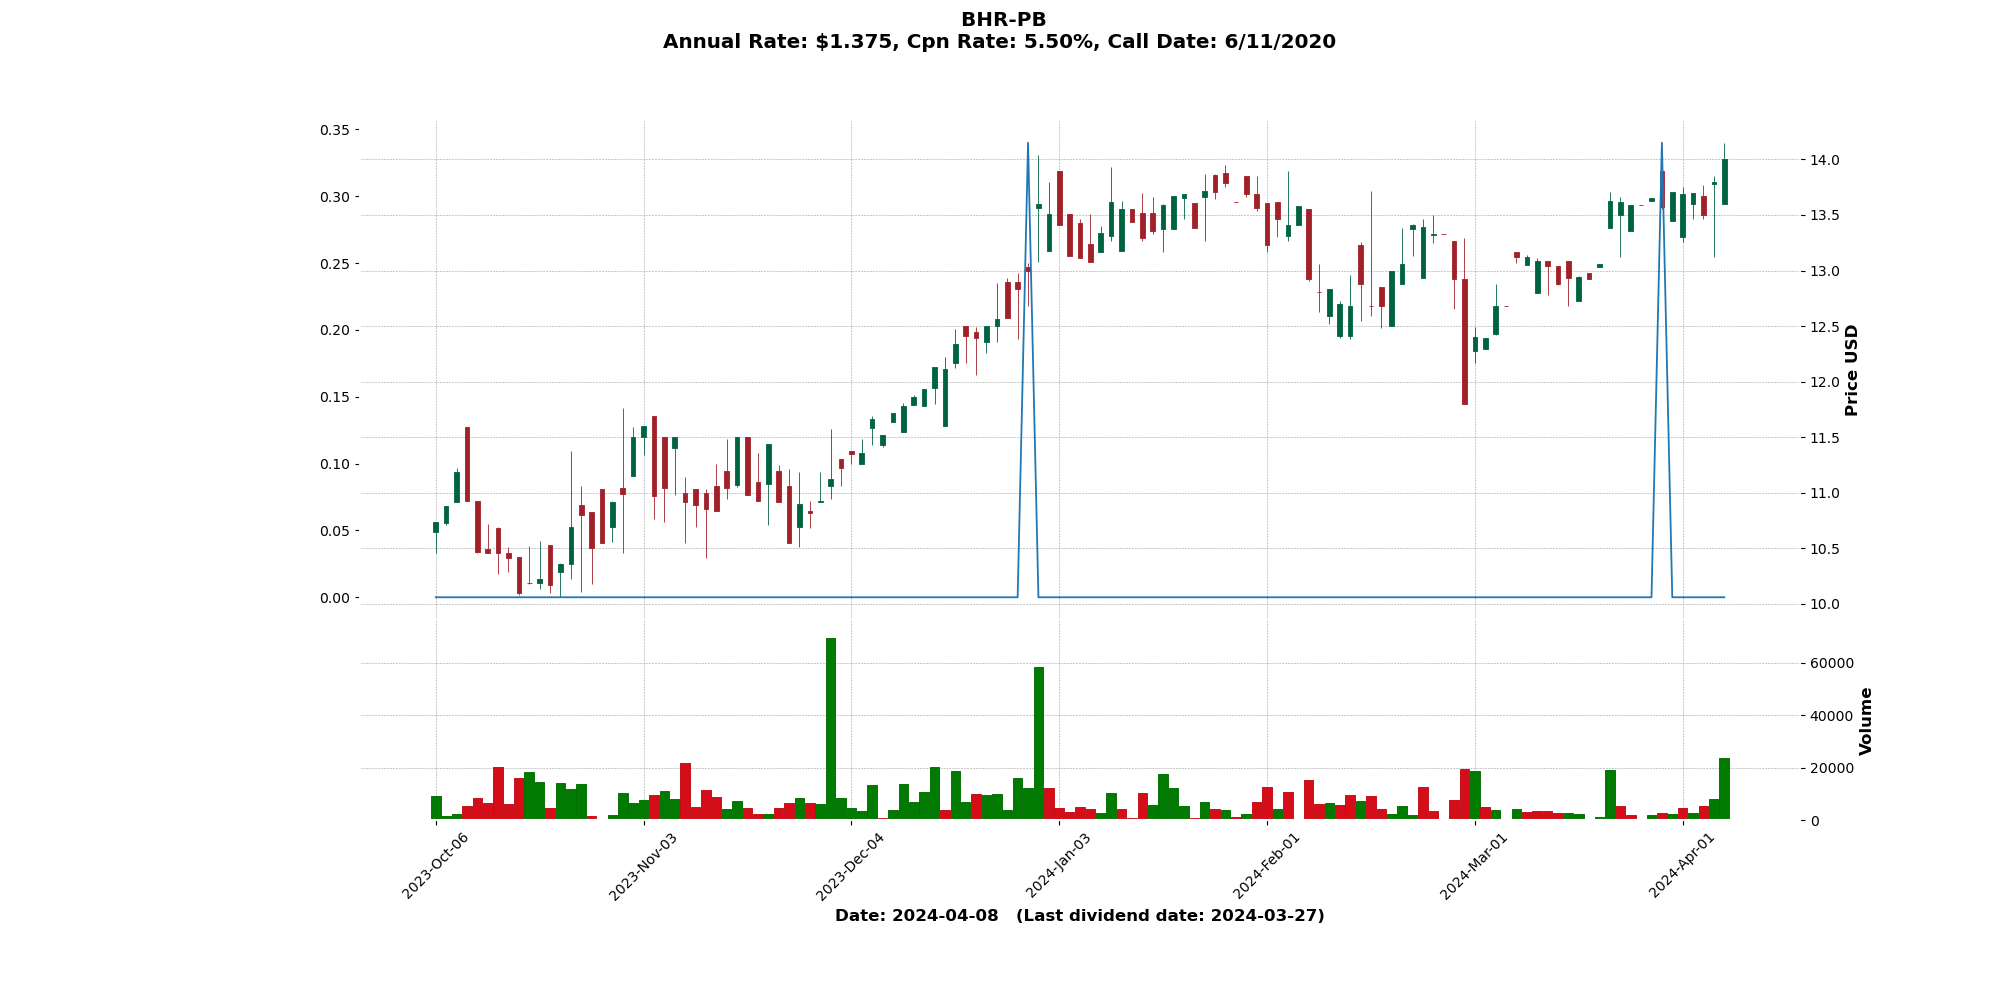 BHR-PB
Annual Rate: $1.375, Cpn Rate: 5.50%, Call Date: 6/11/2020
0.35
0.30
0.25
0.20
0.15
0.10
0.05
0.00
14.0
13.5
13.0
12.5
12.0
11.5
11.0
10.5
10.0
Price USD
60000
40000
20000
0
Volume
2023-Oct-06
2023-Nov-03
2023-Dec-04
2024-Jan-03
2024-Feb-01
2024-Mar-01
2024-Apr-01
Date: 2024-04-08 (Last dividend date: 2024-03-27)